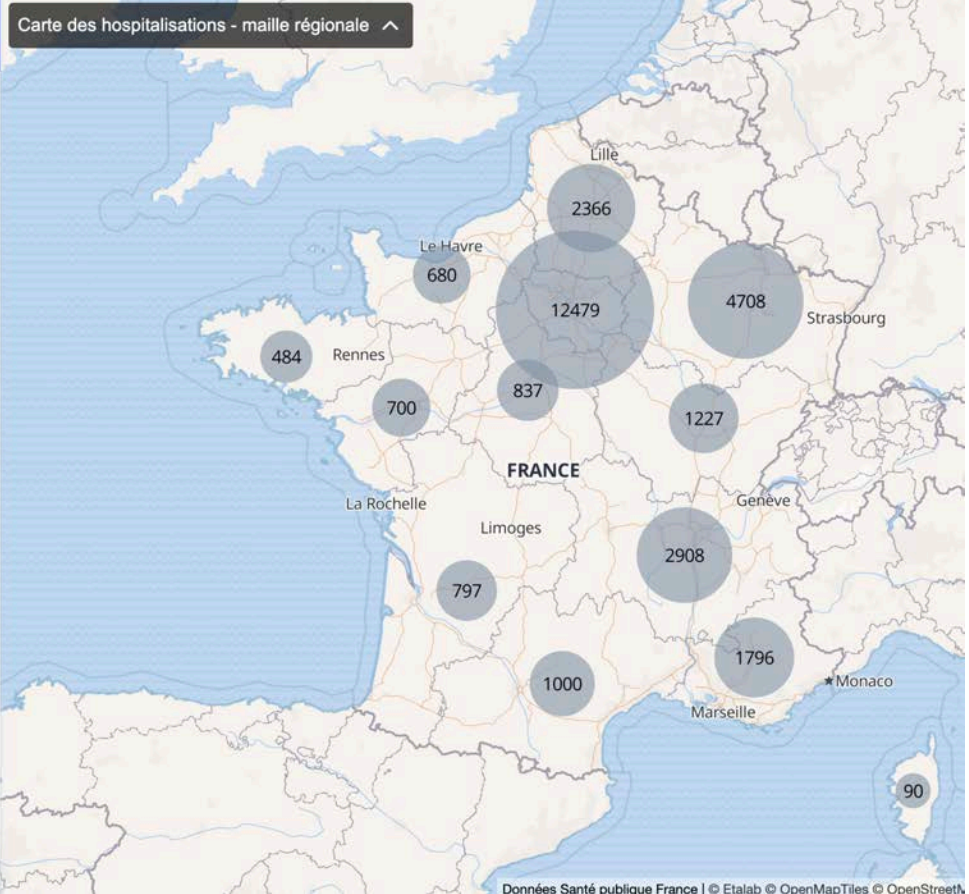 Carte des hospitalisations - maille régionale
Lille
2366
Le Havre
680
12479
4708
Strasbourg
484
Rennes
837
700
1227
FRANCE
La Rochelle
Genève
Limoges
2908
797
1796
1000
Monaco
Marseille
90
Données Santé publique France | © Etalab © OpenMapTiles © OpenStreetM